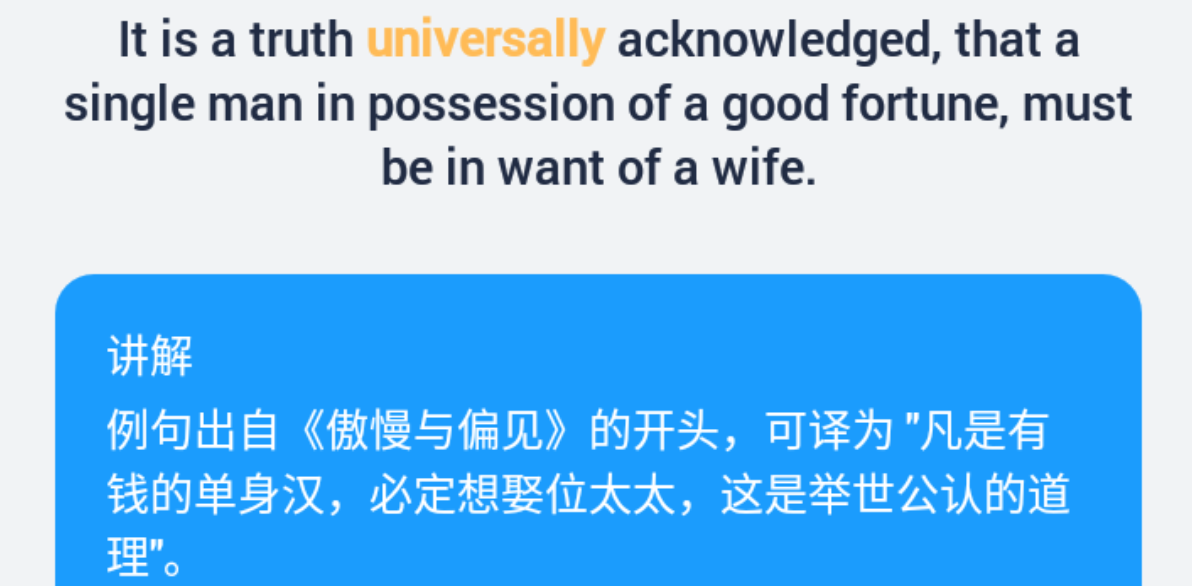 It is a truth universally acknowledged, that a
single man in possession of a good fortune, must
be in want of a wife.
讲解
例句出自《傲慢与偏见》的开头，可译为 "凡是有
钱的单身汉，必定想娶位太太，这是举世公认的道
理"。